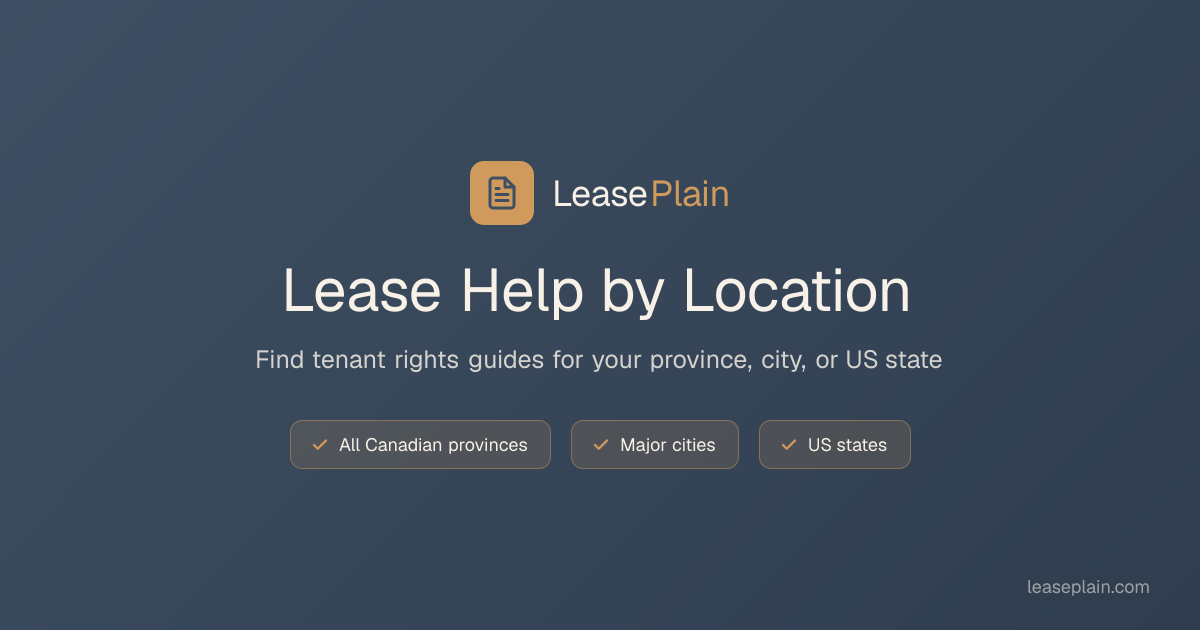 LeasePlain
Lease Help by Location
Find tenant rights guides for your province, city, or US state
All Canadian provinces
Major cities
US states
leaseplain.com